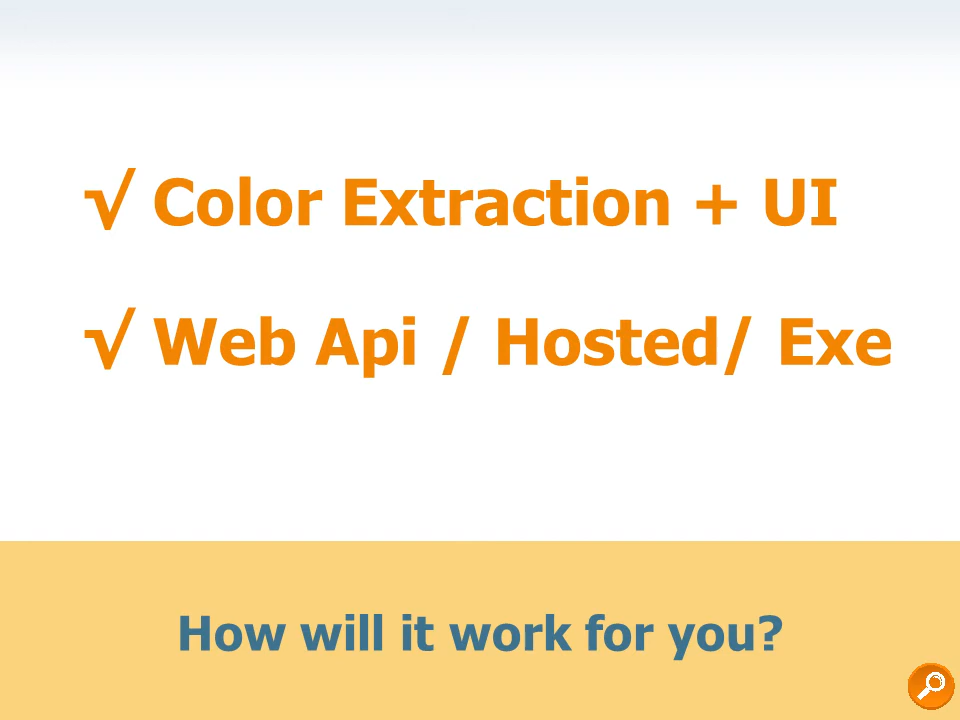 √ Color Extraction + UI
√ Web Api / Hosted/ Exe
How will it work for you?